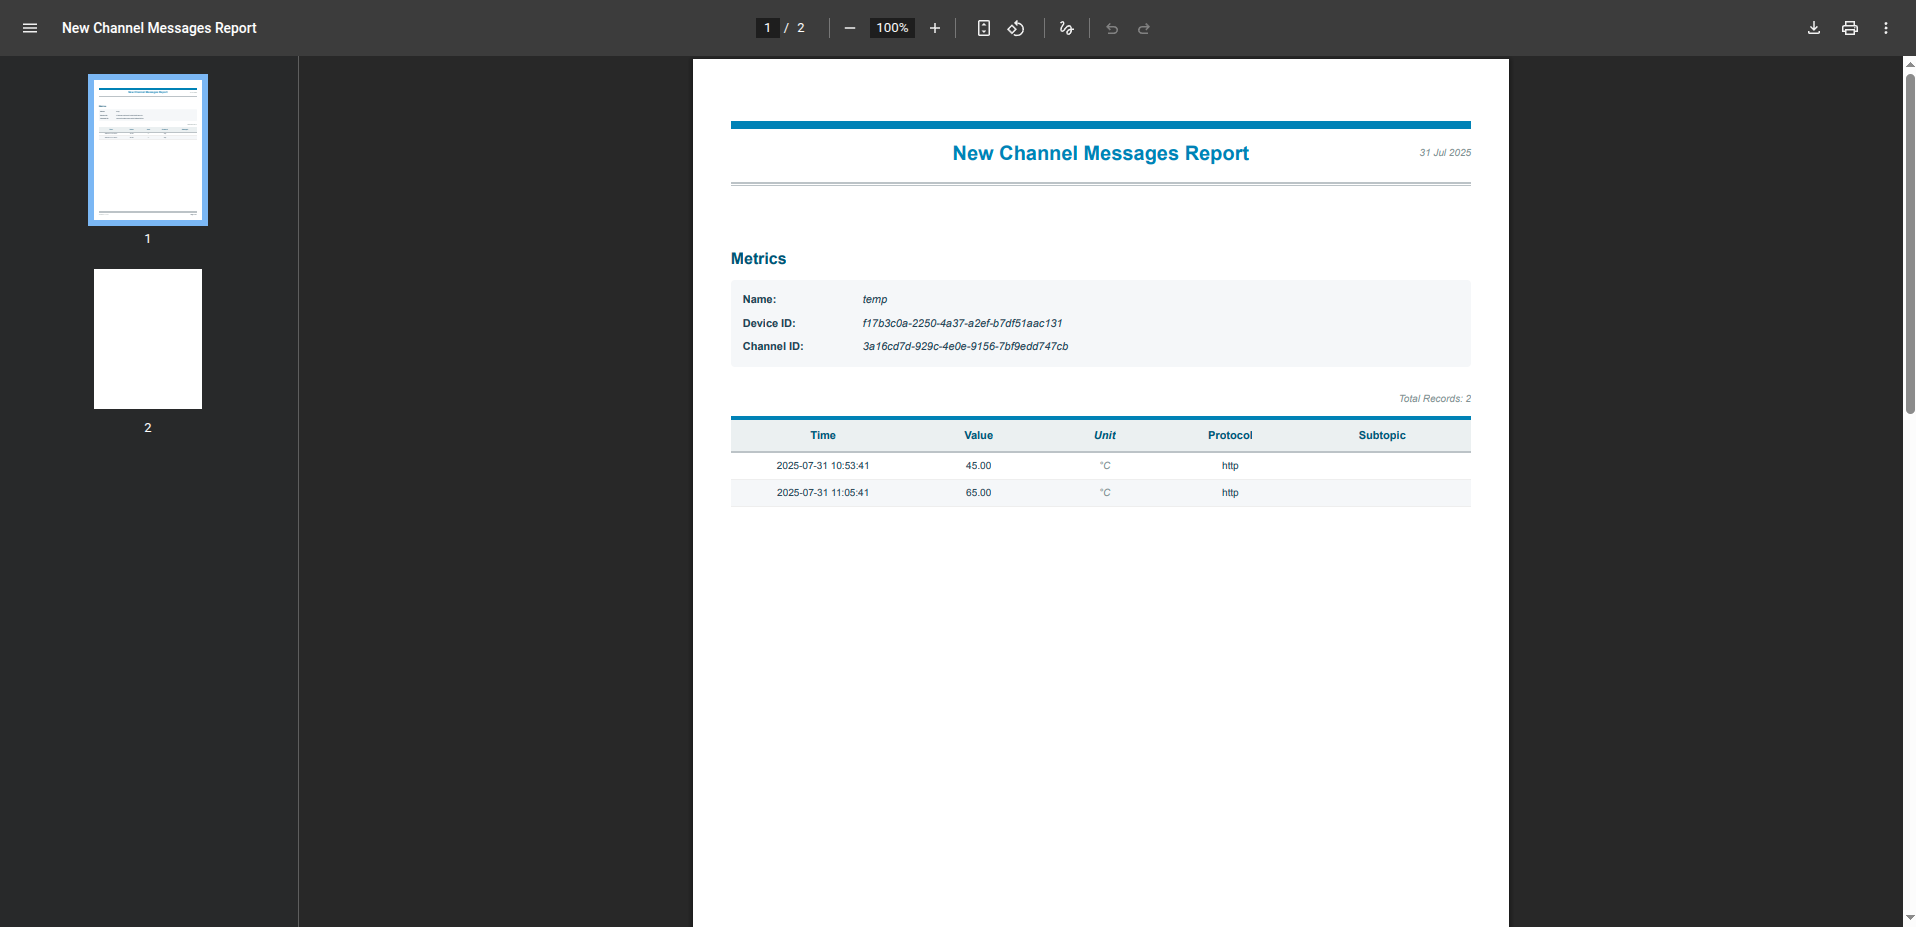 New Channel Messages Report
1 / 2
100%
1
2
New Channel Messages Report
31 Jul 2025
Metrics
Name: temp
Device ID: f17b3c0a-2250-4a37-a2ef-b7df51aac131
Channel ID: 3a16cd7d-929c-4e0e-9156-7bf9edd747cb
Total Records: 2
Time Value Unit Protocol Subtopic
2025-07-31 10:53:41 45.00 °C http
2025-07-31 11:05:41 65.00 °C http